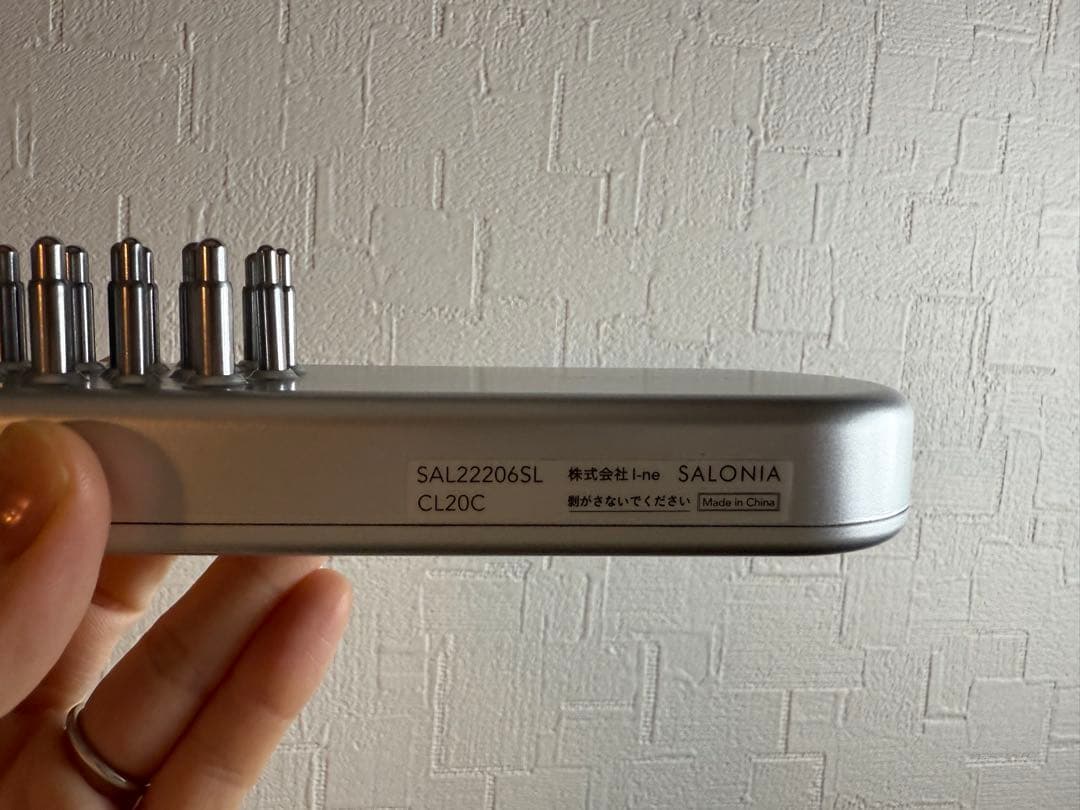 SAL22206SL 株式会社I-ne SALONIA
CL20C 剥がさないでください Made in China